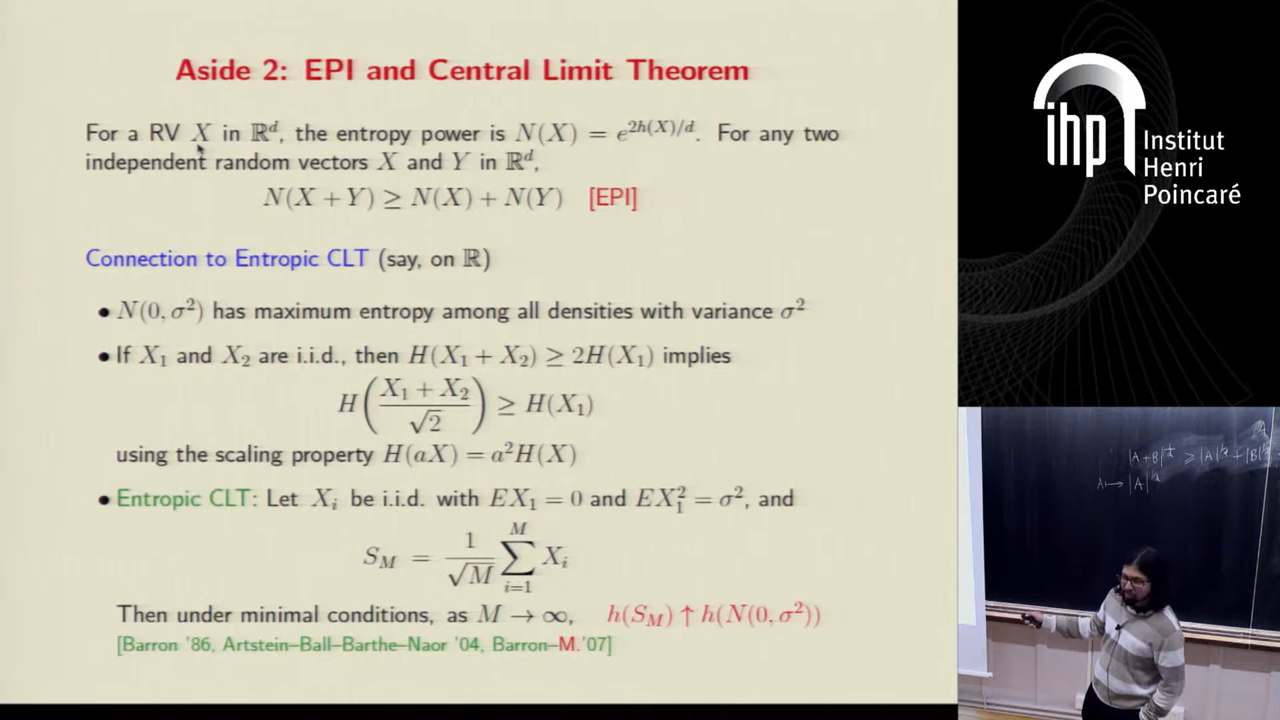 Aside 2: EPI and Central Limit Theorem
For a RV X in ℝᵈ, the entropy power is N(X) = e^{2h(X)/d}. For any two
independent random vectors X and Y in ℝᵈ,
N(X + Y) ≥ N(X) + N(Y) [EPI]
Connection to Entropic CLT (say, on ℝ)
• N(0, σ²) has maximum entropy among all densities with variance σ²
• If X₁ and X₂ are i.i.d., then H(X₁ + X₂) ≥ 2H(X₁) implies
H((X₁ + X₂)/√2) ≥ H(X₁)
using the scaling property H(aX) = a²H(X)
• Entropic CLT: Let Xᵢ be i.i.d. with EX₁ = 0 and EX₁² = σ², and
S_M = 1/√M ∑_{i=1}^{M} Xᵢ
Then under minimal conditions, as M → ∞, h(S_M) ↑ h(N(0, σ²))
[Barron '86, Artstein–Ball–Barthe–Naor '04, Barron–M.'07]
ihp
Institut
Henri
Poincaré